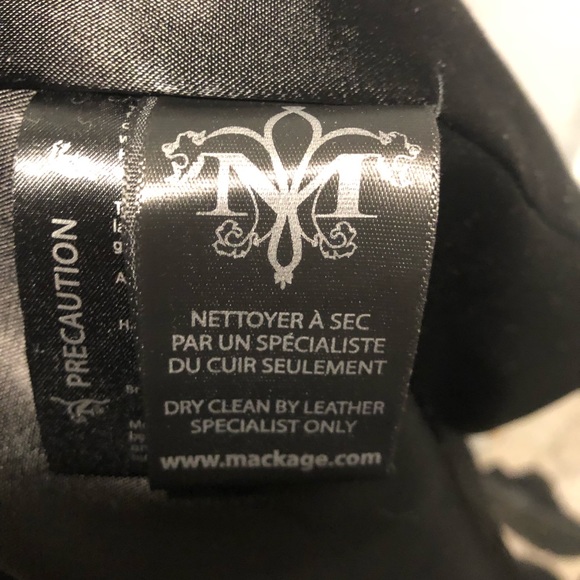 M
NETTOYER À SEC
PAR UN SPÉCIALISTE
DU CUIR SEULEMENT
DRY CLEAN BY LEATHER
SPECIALIST ONLY
www.mackage.com
PRECAUTION